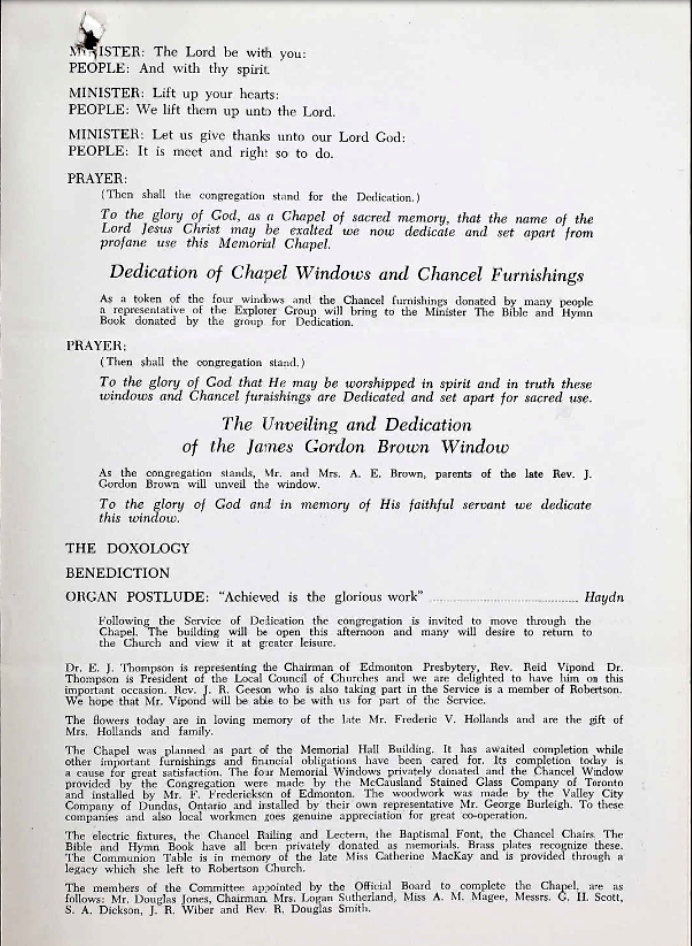 MINISTER: The Lord be with you:
PEOPLE: And with thy spirit.
MINISTER: Lift up your hearts:
PEOPLE: We lift them up unto the Lord.
MINISTER: Let us give thanks unto our Lord God:
PEOPLE: It is meet and right so to do.
PRAYER:
(Then shall the congregation stand for the Dedication.)
To the glory of God, as a Chapel of sacred memory, that the name of the
Lord Jesus Christ may be exalted we now dedicate and set apart from
profane use this Memorial Chapel.
Dedication of Chapel Windows and Chancel Furnishings
As a token of the four windows and the Chancel furnishings donated by many people
a representative of the Explorer Group will bring to the Minister The Bible and Hymn
Book donated by the group for Dedication.
PRAYER:
(Then shall the congregation stand.)
To the glory of God that He may be worshipped in spirit and in truth these
windows and Chancel furnishings are Dedicated and set apart for sacred use.
The Unveiling and Dedication
of the James Gordon Brown Window
As the congregation stands, Mr. and Mrs. A. E. Brown, parents of the late Rev. J.
Gordon Brown will unveil the window.
To the glory of God and in memory of His faithful servant we dedicate
this window.
THE DOXOLOGY
BENEDICTION
ORGAN POSTLUDE: "Achieved is the glorious work" ........................................ Haydn
Following the Service of Dedication the congregation is invited to move through the
Chapel. The building will be open this afternoon and many will desire to return to
the Church and view it at greater leisure.
Dr. E. J. Thompson is representing the Chairman of Edmonton Presbytery, Rev. Reid Vipond Dr.
Thompson is President of the Local Council of Churches and we are delighted to have him on this
important occasion. Rev. J. R. Geeson who is also taking part in the Service is a member of Robertson.
We hope that Mr. Vipond will be able to be with us for part of the Service.
The flowers today are in loving memory of the late Mr. Frederic V. Hollands and are the gift of
Mrs. Hollands and family.
The Chapel was planned as part of the Memorial Hall Building. It has awaited completion while
other important furnishings and financial obligations have been cared for. Its completion today is
a cause for great satisfaction. The four Memorial Windows privately donated and the Chancel Window
provided by the Congregation were made by the McCausland Stained Glass Company of Toronto
and installed by Mr. F. Frederickson of Edmonton. The woodwork was made by the Valley City
Company of Dundas, Ontario and installed by their own representative Mr. George Burleigh. To these
companies and also local workmen goes genuine appreciation for great co-operation.
The electric fixtures, the Chancel Railing and Lectern, the Baptismal Font, the Chancel Chairs. The
Bible and Hymn Book have all been privately donated as memorials. Brass plates recognize these.
The Communion Table is in memory of the late Miss Catherine MacKay and is provided through a
legacy which she left to Robertson Church.
The members of the Committee appointed by the Official Board to complete the Chapel, are as
follows: Mr. Douglas Jones, Chairman Mrs. Logan Sutherland, Miss A. M. Magee, Messrs. G. H. Scott,
S. A. Dickson, J. R. Wiber and Rev. R. Douglas Smith.